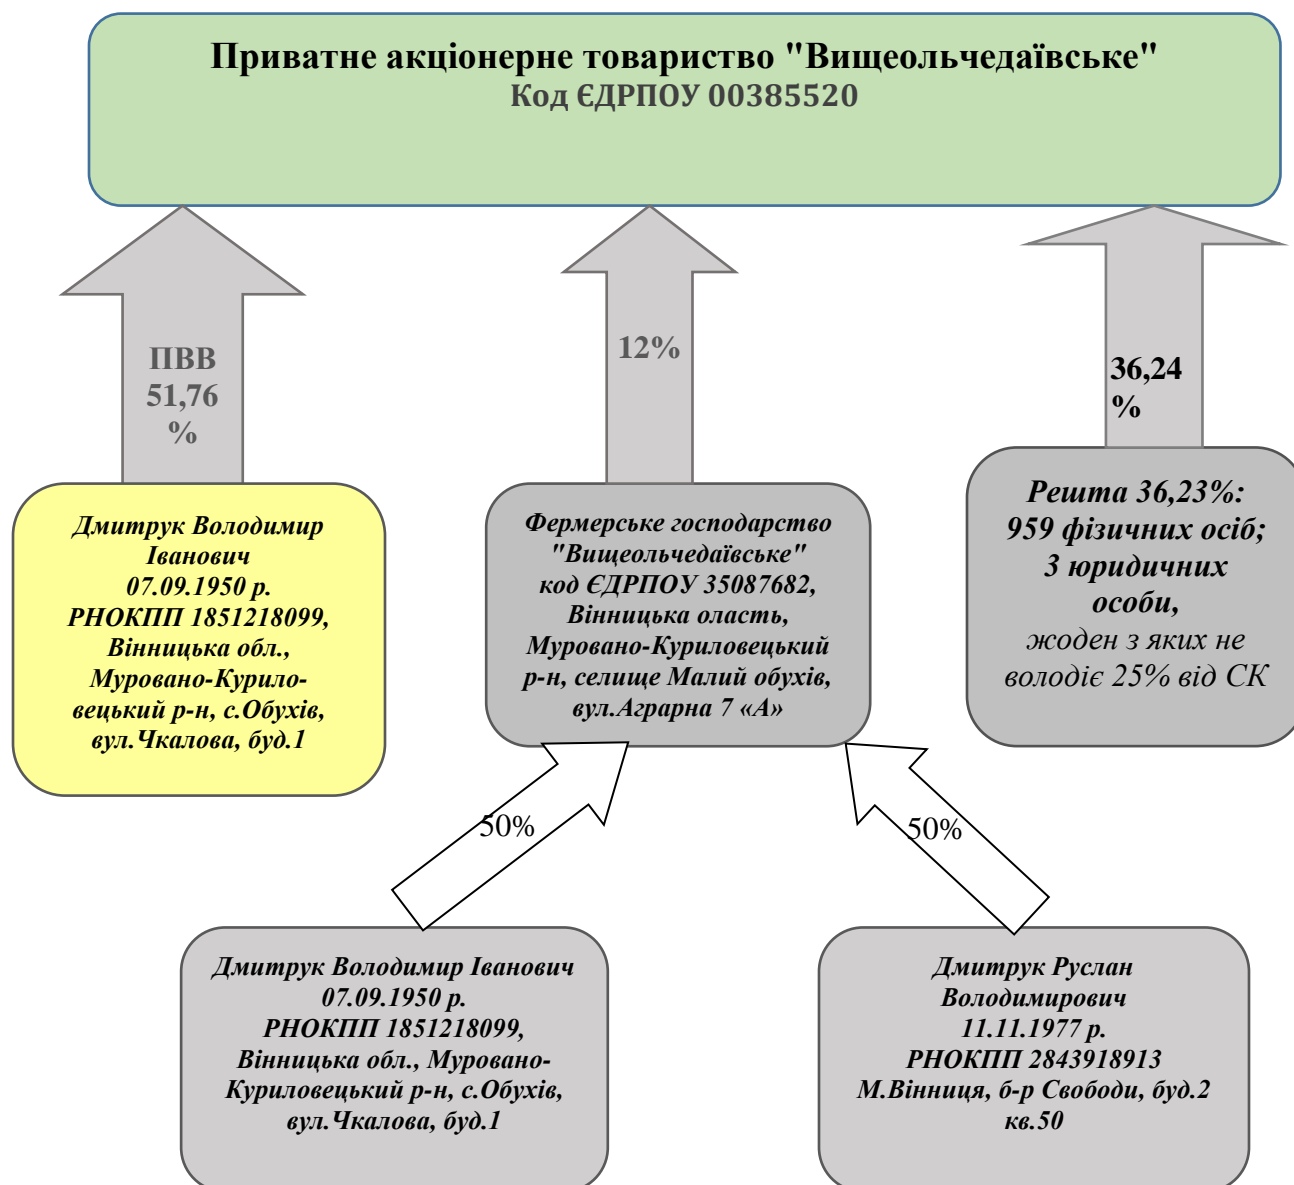 Приватне акціонерне товариство "Вищеольчедаївське"
Код ЄДРПОУ 00385520
ПВВ
51,76
%
12%
36,24
%
Дмитрук Володимир
Іванович
07.09.1950 р.
РНОКПП 1851218099,
Вінницька обл.,
Муровано-Курило-
вецький р-н, с.Обухів,
вул.Чкалова, буд.1
Фермерське господарство
"Вищеольчедаївське"
код ЄДРПОУ 35087682,
Вінницька оласть,
Муровано-Куриловецький
р-н, селище Малий обухів,
вул.Аграрна 7 «А»
Решта 36,23%:
959 фізичних осіб;
3 юридичних
особи,
жоден з яких не
володіє 25% від СК
50%
50%
Дмитрук Володимир Іванович
07.09.1950 р.
РНОКПП 1851218099,
Вінницька обл., Муровано-
Куриловецький р-н, с.Обухів,
вул.Чкалова, буд.1
Дмитрук Руслан
Володимирович
11.11.1977 р.
РНОКПП 2843918913
М.Вінниця, б-р Свободи, буд.2
кв.50